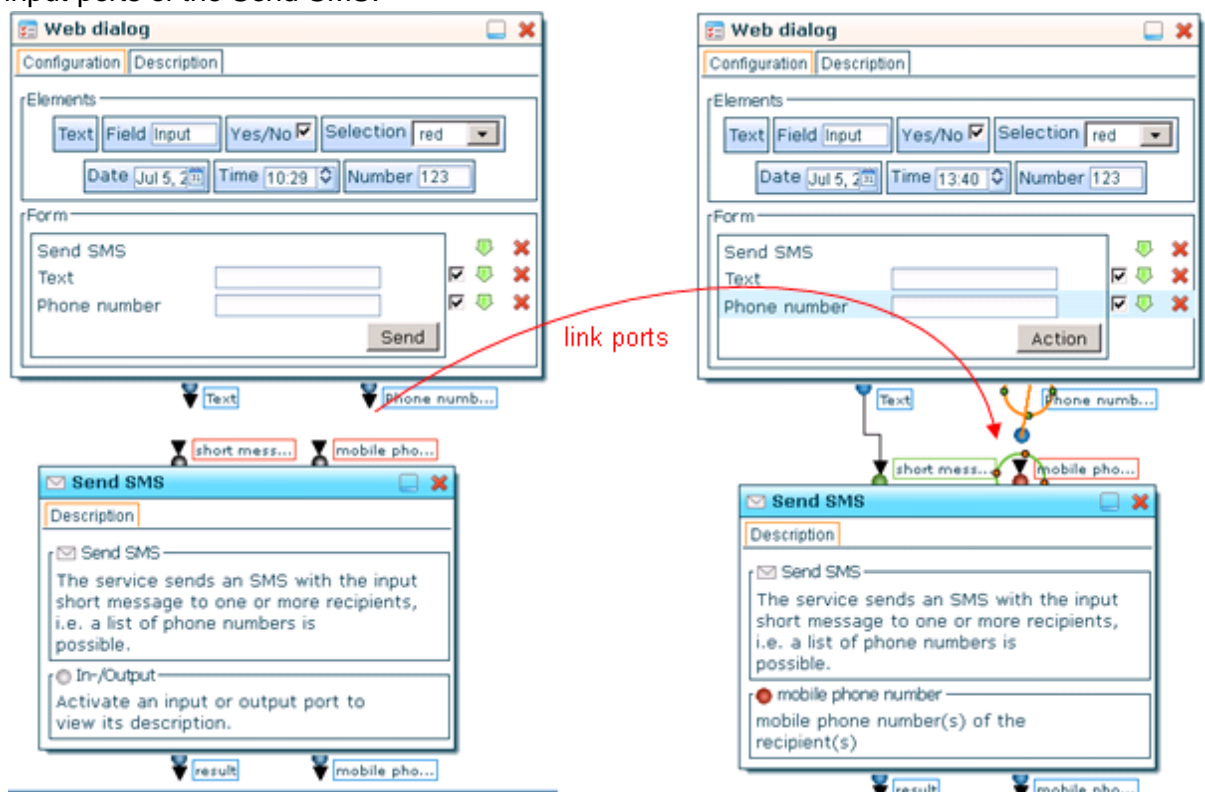 input ports of the Send SMS.
Web dialog
Configuration Description
Elements
Text Field Input Yes/No Selection red
Date Jul 5, 2 Time 10:29 Number 123
Form
Send SMS
Text
Phone number
Send
Text Phone numb...
short mess... mobile pho...
Send SMS
Description
Send SMS
The service sends an SMS with the input
short message to one or more recipients,
i.e. a list of phone numbers is
possible.
In-/Output
Activate an input or output port to
view its description.
result mobile pho...
link ports
Web dialog
Configuration Description
Elements
Text Field Input Yes/No Selection red
Date Jul 5, 2 Time 13:40 Number 123
Form
Send SMS
Text
Phone number
Action
Text Phone numb...
short mess... mobile pho...
Send SMS
Description
Send SMS
The service sends an SMS with the input
short message to one or more recipients,
i.e. a list of phone numbers is
possible.
mobile phone number
mobile phone number(s) of the
recipient(s)
result mobile pho...